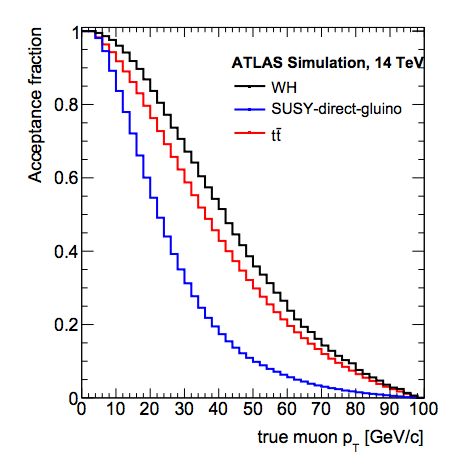 1
0.8
0.6
0.4
0.2
0
Acceptance fraction
ATLAS Simulation, 14 TeV
WH
SUSY-direct-gluino
tt̄
0 10 20 30 40 50 60 70 80 90 100
true muon p_T [GeV/c]